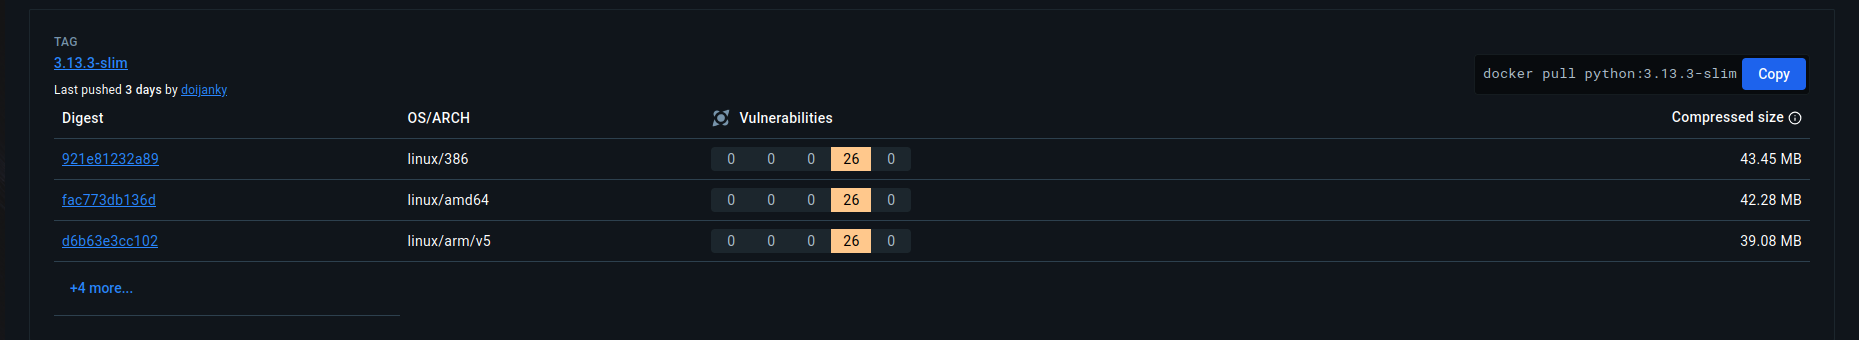 TAG
3.13.3-slim
docker pull python:3.13.3-slim Copy
Last pushed 3 days by doijanky
Digest OS/ARCH Vulnerabilities Compressed size
921e81232a89 linux/386 0 0 0 26 0 43.45 MB
fac773db136d linux/amd64 0 0 0 26 0 42.28 MB
d6b63e3cc102 linux/arm/v5 0 0 0 26 0 39.08 MB
+4 more...